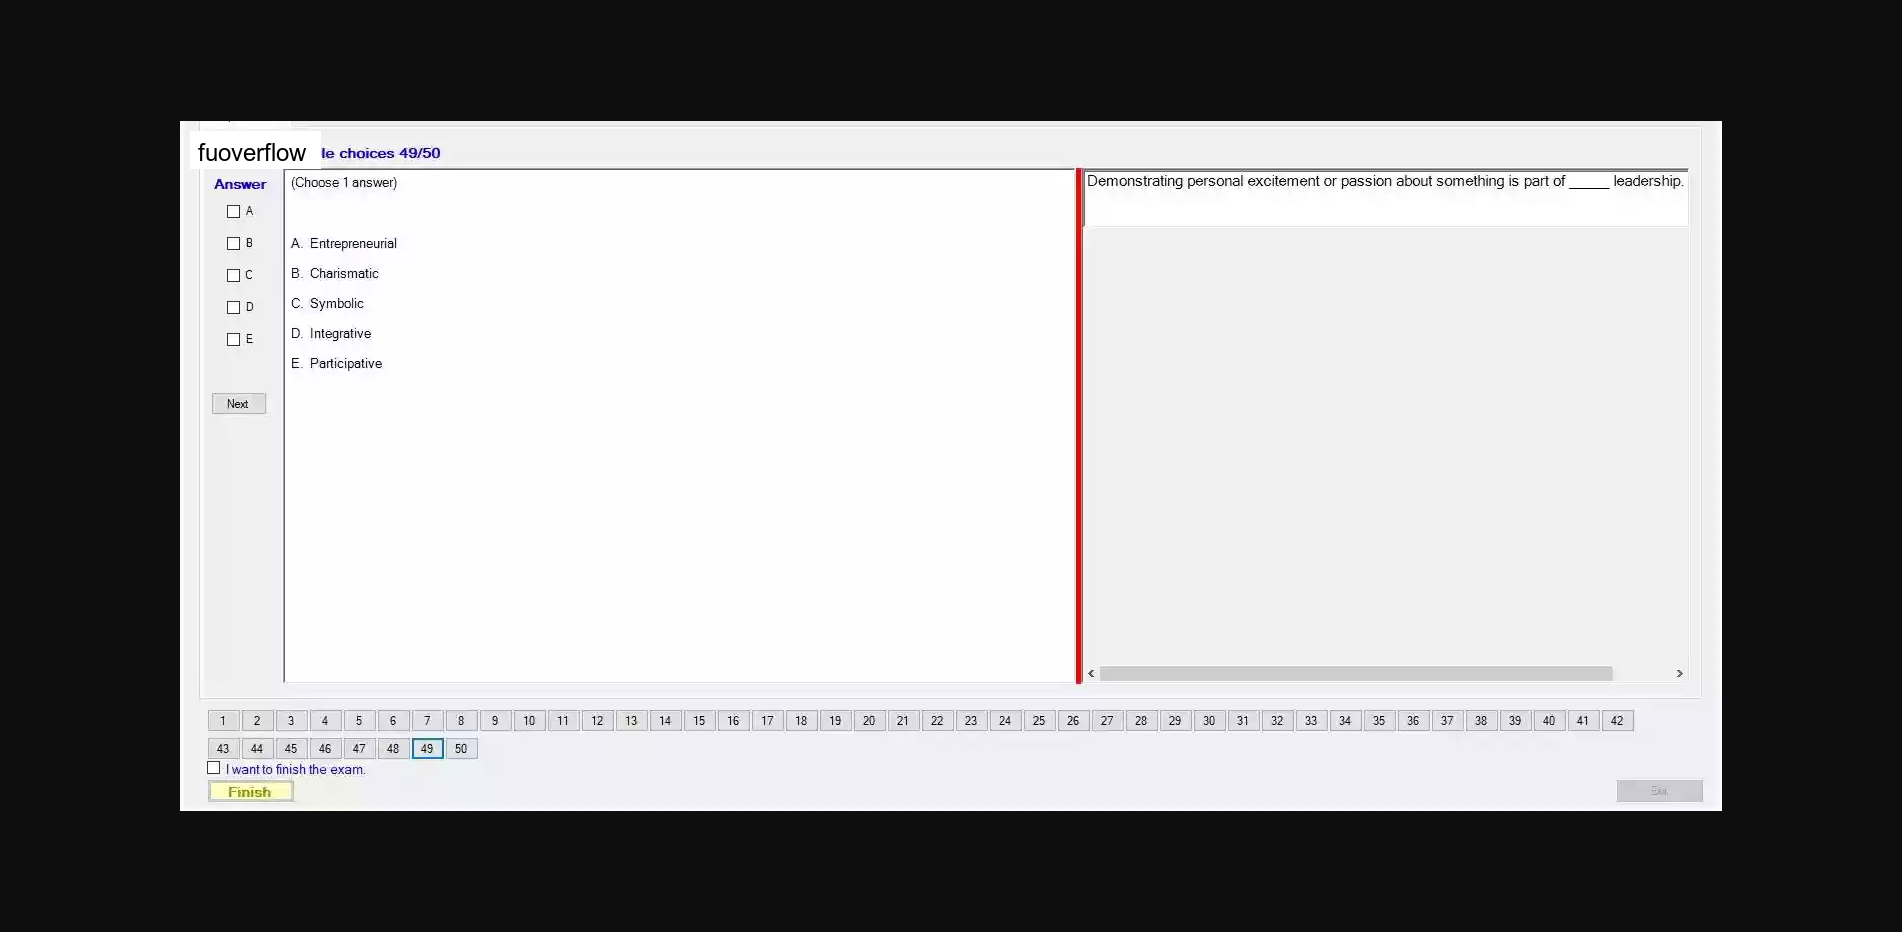 fuoverflow
le choices 49/50
Answer
(Choose 1 answer)
Demonstrating personal excitement or passion about something is part of _____ leadership.
A
B
C
D
E
A. Entrepreneurial
B. Charismatic
C. Symbolic
D. Integrative
E. Participative
Next
1 2 3 4 5 6 7 8 9 10 11 12 13 14 15 16 17 18 19 20 21 22 23 24 25 26 27 28 29 30 31 32 33 34 35 36 37 38 39 40 41 42
43 44 45 46 47 48 49 50
I want to finish the exam.
Finish
Exit